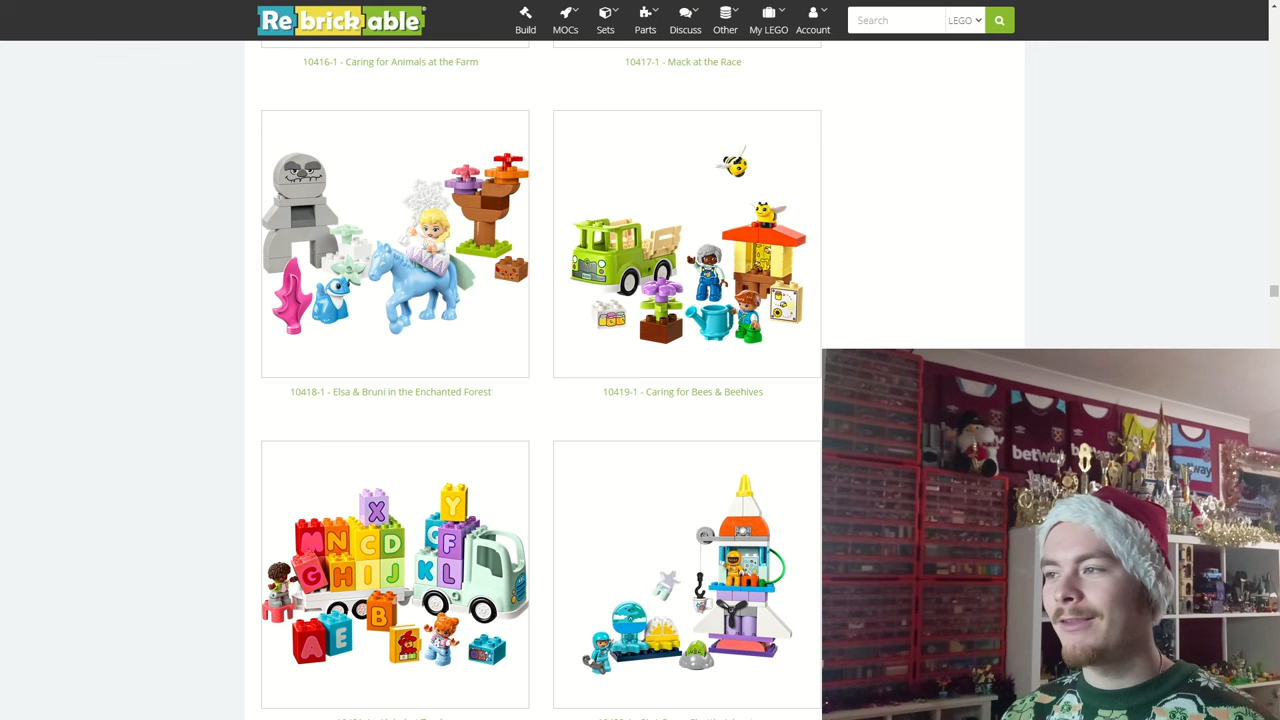 Rebrickable
Build
MOCs
Sets
Parts
Discuss
Other
My LEGO
Account
Search
LEGO
10416-1 - Caring for Animals at the Farm
10417-1 - Mack at the Race
10418-1 - Elsa & Bruni in the Enchanted Forest
10419-1 - Caring for Bees & Beehives
X
Y
M
N
C
D
F
G
H
I
J
K
L
B
A
E
betway
betway